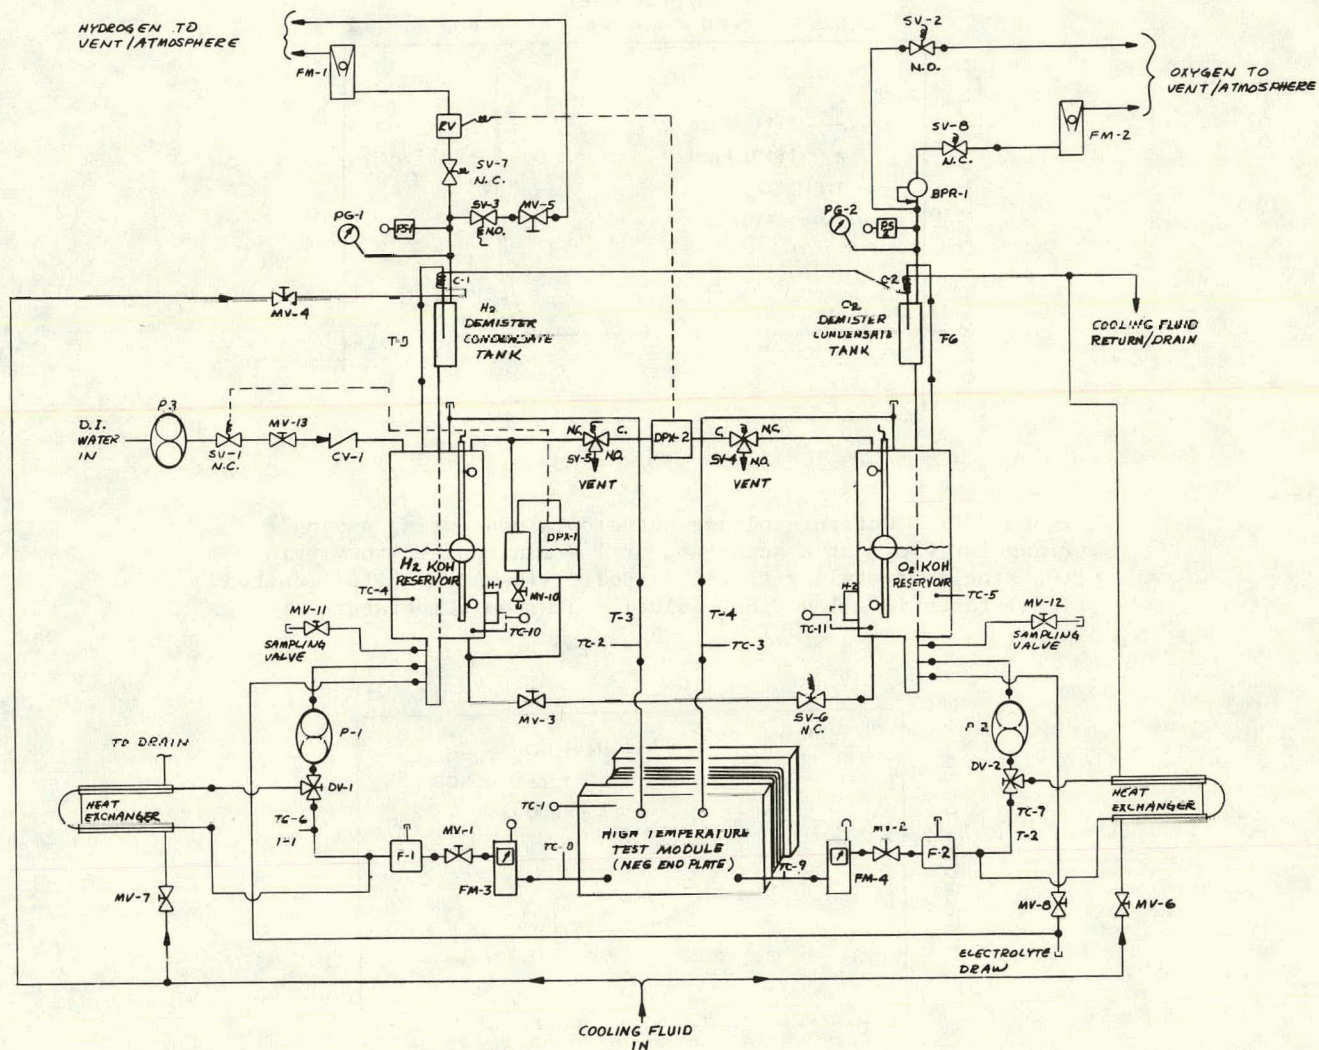 HYDROGEN TO
VENT/ATMOSPHERE
FM-1
SV-2
N.O.
OXYGEN TO
VENT/ATMOSPHERE
FM-2
EV
SV-7
N.C.
SV-8
N.C.
BPR-1
PG-1
PS1
SV-3
N.O.
MV-5
PG-2
PS
2
C-1
C-2
MV-4
H2
DEMISTER
CONDENSATE
TANK
O2
DEMISTER
CONDENSATE
TANK
T6
COOLING FLUID
RETURN/DRAIN
P3
D.I.
WATER
IN
SV-1
N.C.
MV-13
CV-1
N.C.
C.
SV-5
N.O.
VENT
DPX-2
C.
N.C.
SV-4
N.O.
VENT
DPX-1
H2 KOH
RESERVOIR
O2 KOH
RESERVOIR
TC-4
H-1
MV-10
TC-10
T-3
TC-2
T-4
TC-3
H-2
TC-11
TC-5
MV-11
SAMPLING
VALVE
MV-12
SAMPLING
VALVE
MV-3
SV-6
N.C.
P-1
P-2
TO DRAIN
HEAT
EXCHANGER
DV-1
TC-6
T-1
F-1
MV-1
FM-3
TC-8
TC-1
HIGH TEMPERATURE
TEST MODULE
(NEG END PLATE)
TC-9
FM-4
MV-2
F-2
DV-2
TC-7
T-2
HEAT
EXCHANGER
MV-7
MV-8
MV-6
ELECTROLYTE
DRAW
COOLING FLUID
IN